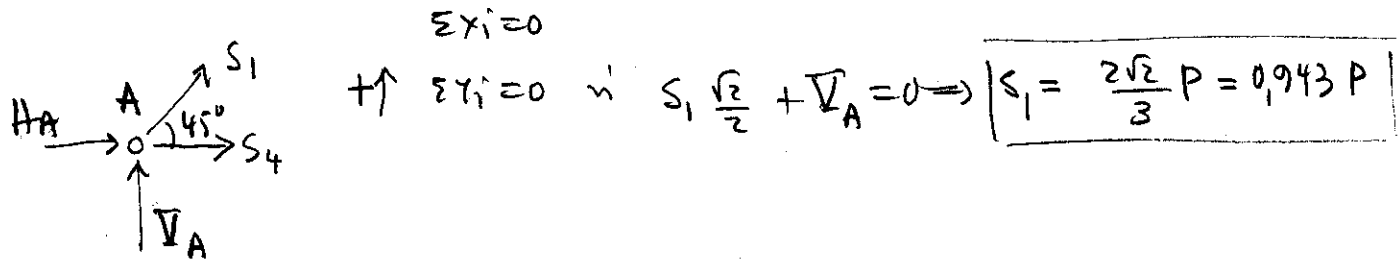 Σxi=0
+↑ ΣYi=0 ή S1 √2/2 + VA=0 ⇒ S1 = 2√2/3 P = 0,943 P
A
S1
HA
45°
S4
VA